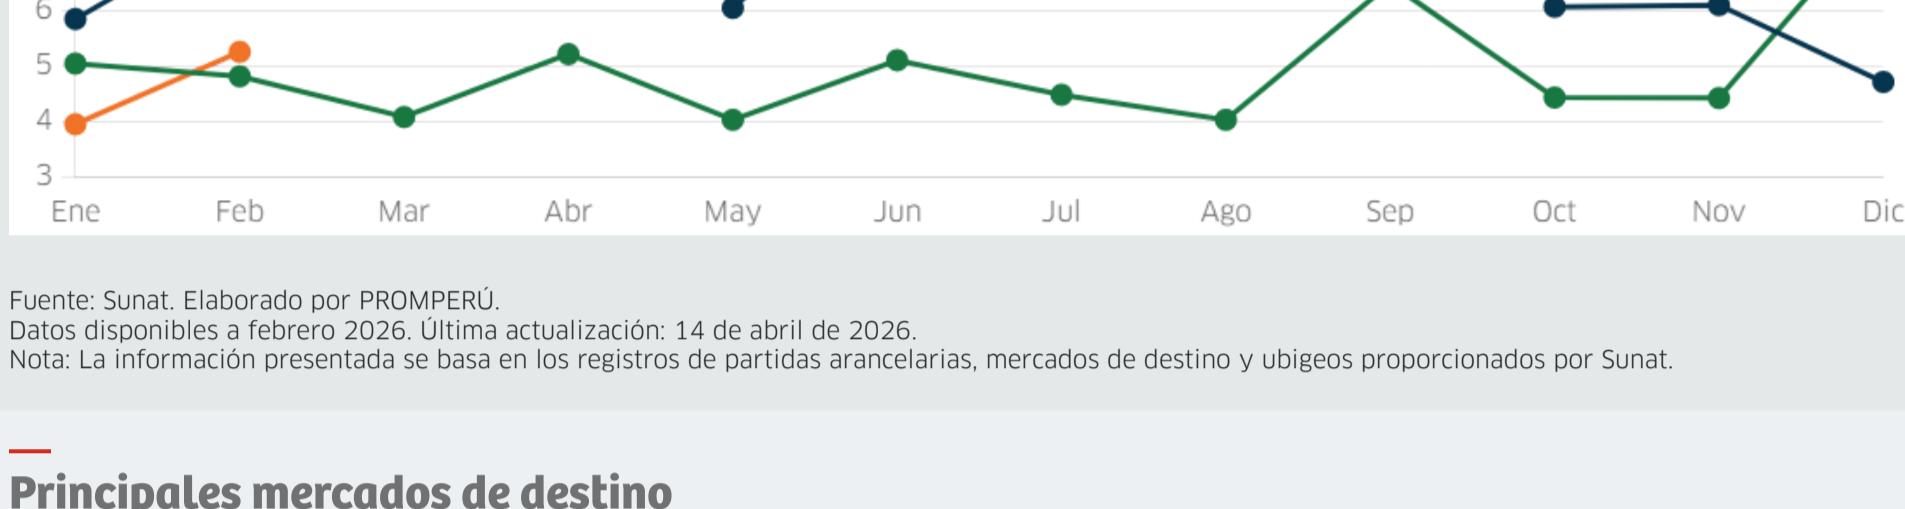 6
5
4
3
Ene Feb Mar Abr May Jun Jul Ago Sep Oct Nov Dic
Fuente: Sunat. Elaborado por PROMPERÚ.
Datos disponibles a febrero 2026. Última actualización: 14 de abril de 2026.
Nota: La información presentada se basa en los registros de partidas arancelarias, mercados de destino y ubigeos proporcionados por Sunat.
Principales mercados de destino